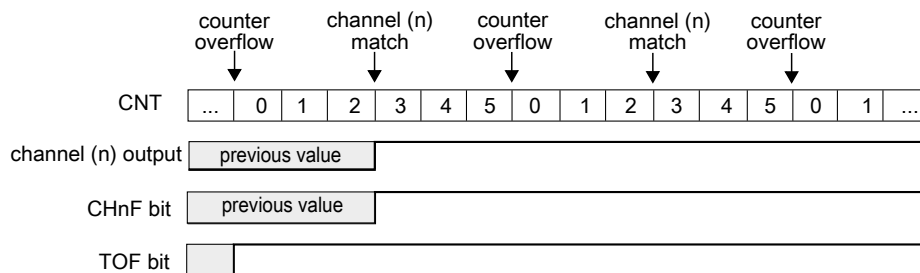 counter overflow
channel (n) match
counter overflow
channel (n) match
counter overflow
CNT ... 0 1 2 3 4 5 0 1 2 3 4 5 0 1 ...
channel (n) output previous value
CHnF bit previous value
TOF bit